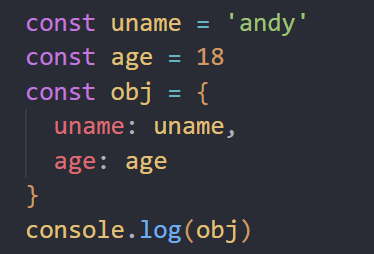 const uname = 'andy'
const age = 18
const obj = {
  uname: uname,
  age: age
}
console.log(obj)